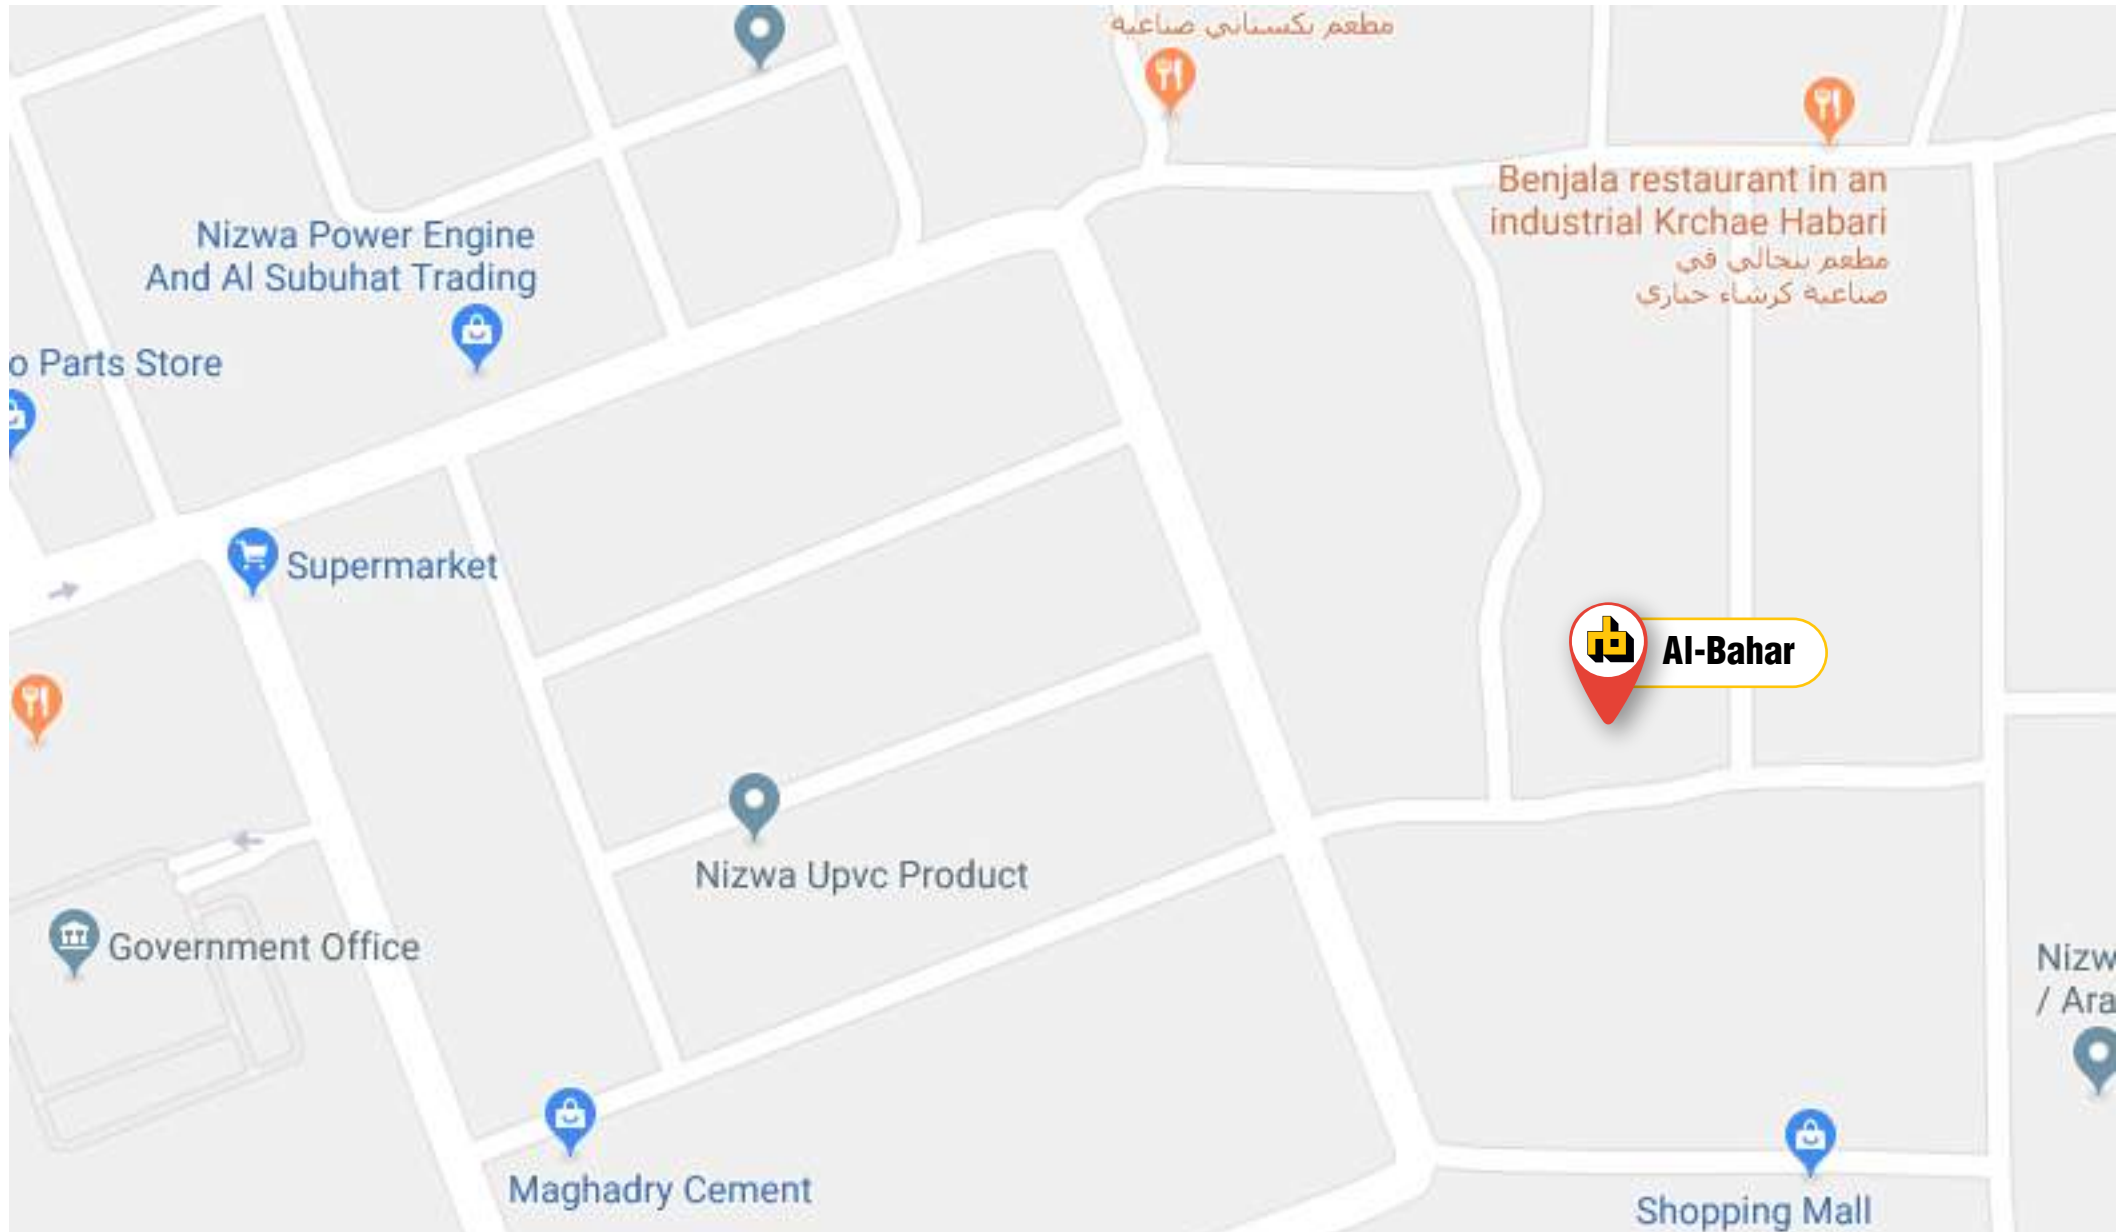 مطعم بكستاني صناعية
Benjala restaurant in an
industrial Krchae Habari
مطعم بنجالي في
صناعية كرشاء حباري
Nizwa Power Engine
And Al Subuhat Trading
o Parts Store
Supermarket
Al-Bahar
Nizwa Upvc Product
Government Office
Nizw
/ Ara
Maghadry Cement
Shopping Mall